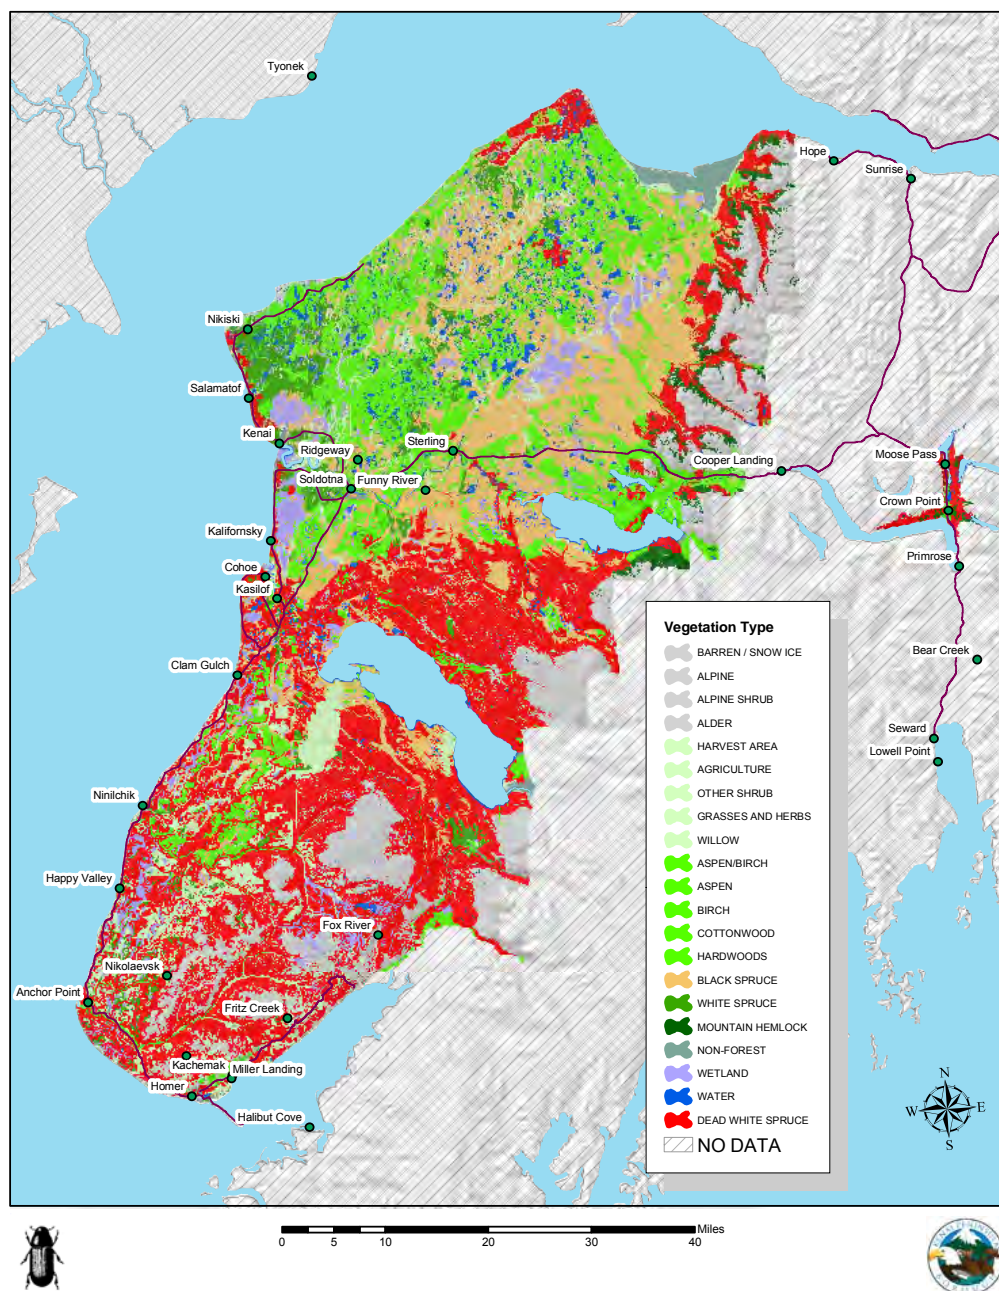 Tyonek
Hope
Sunrise
Nikiski
Salamatof
Kenai
Ridgeway
Sterling
Soldotna
Funny River
Cooper Landing
Moose Pass
Crown Point
Kalifornsky
Primrose
Cohoe
Kasilof
Clam Gulch
Bear Creek
Seward
Lowell Point
Ninilchik
Happy Valley
Fox River
Nikolaevsk
Anchor Point
Fritz Creek
Kachemak
Miller Landing
Homer
Halibut Cove
Vegetation Type
BARREN / SNOW ICE
ALPINE
ALPINE SHRUB
ALDER
HARVEST AREA
AGRICULTURE
OTHER SHRUB
GRASSES AND HERBS
WILLOW
ASPEN/BIRCH
ASPEN
BIRCH
COTTONWOOD
HARDWOODS
BLACK SPRUCE
WHITE SPRUCE
MOUNTAIN HEMLOCK
NON-FOREST
WETLAND
WATER
DEAD WHITE SPRUCE
NO DATA
N
W
E
S
Miles
0 5 10 20 30 40
KENAI PENINSULA
BOROUGH